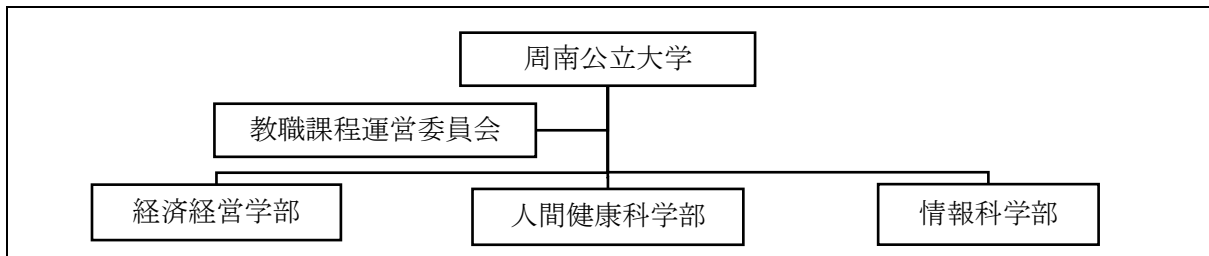 周南公立大学
教職課程運営委員会
経済経営学部
人間健康科学部
情報科学部